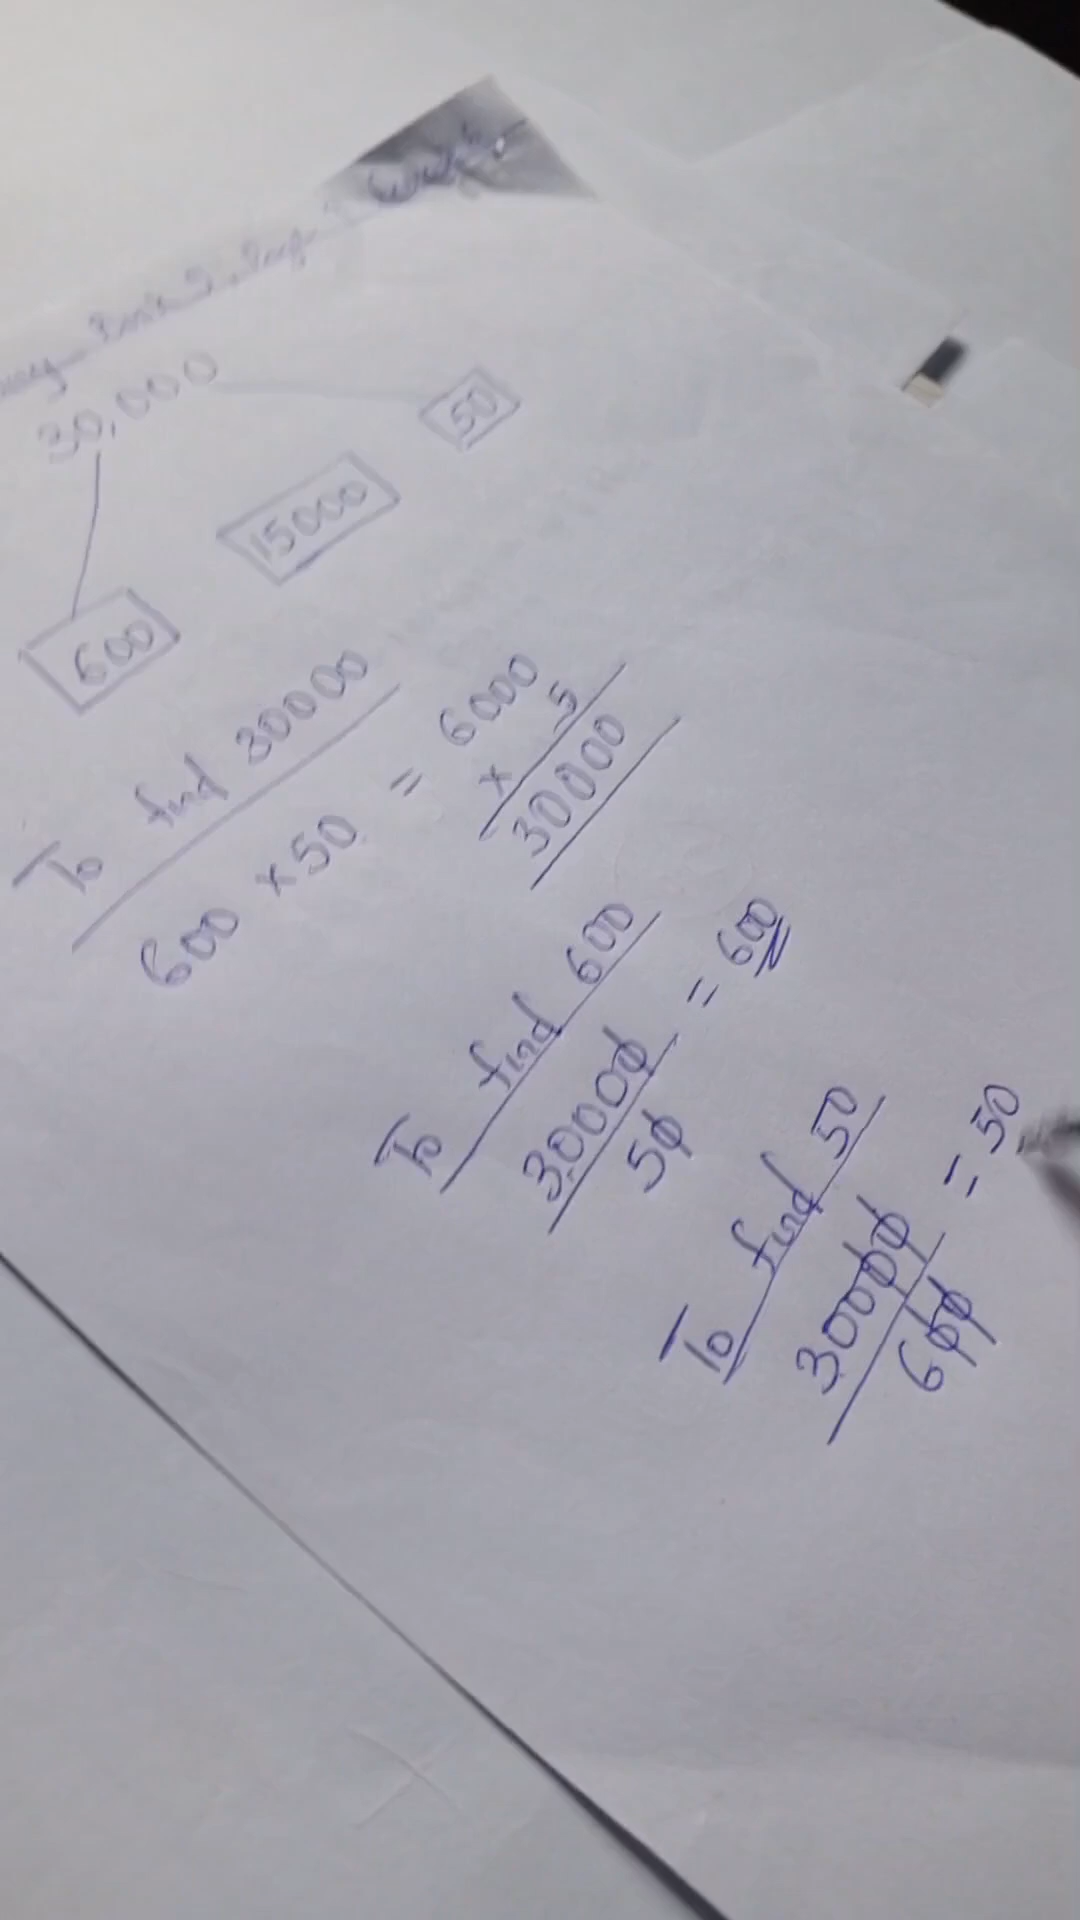 30,000
50
15000
600
To find 30000
600 x 50 = 6000
x 5
30000
To find 600
30000 = 600
50
To find 50
30000 = 50
600